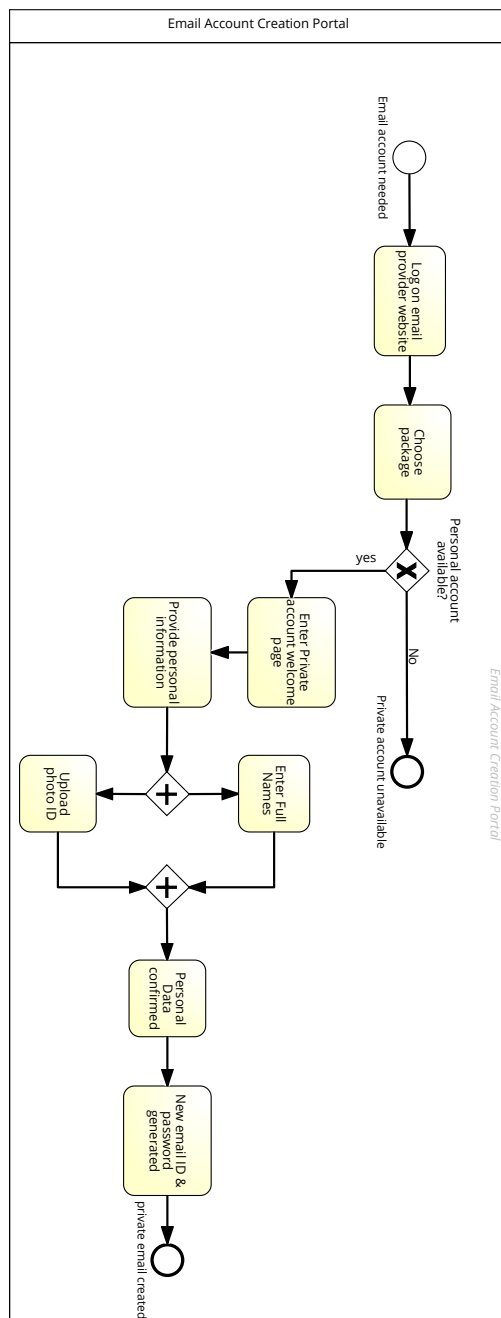 Email Account Creation Portal
Email account needed
Log on email
provider website
Choose
package
Personal account
available?
yes
No
Private account unavailable
Email Account Creation Portal
Enter Private
account welcome
page
Provide personal
information
Enter Full
Names
Upload
photo ID
Personal
Data
confirmed
New email ID &
password
generated
private email created